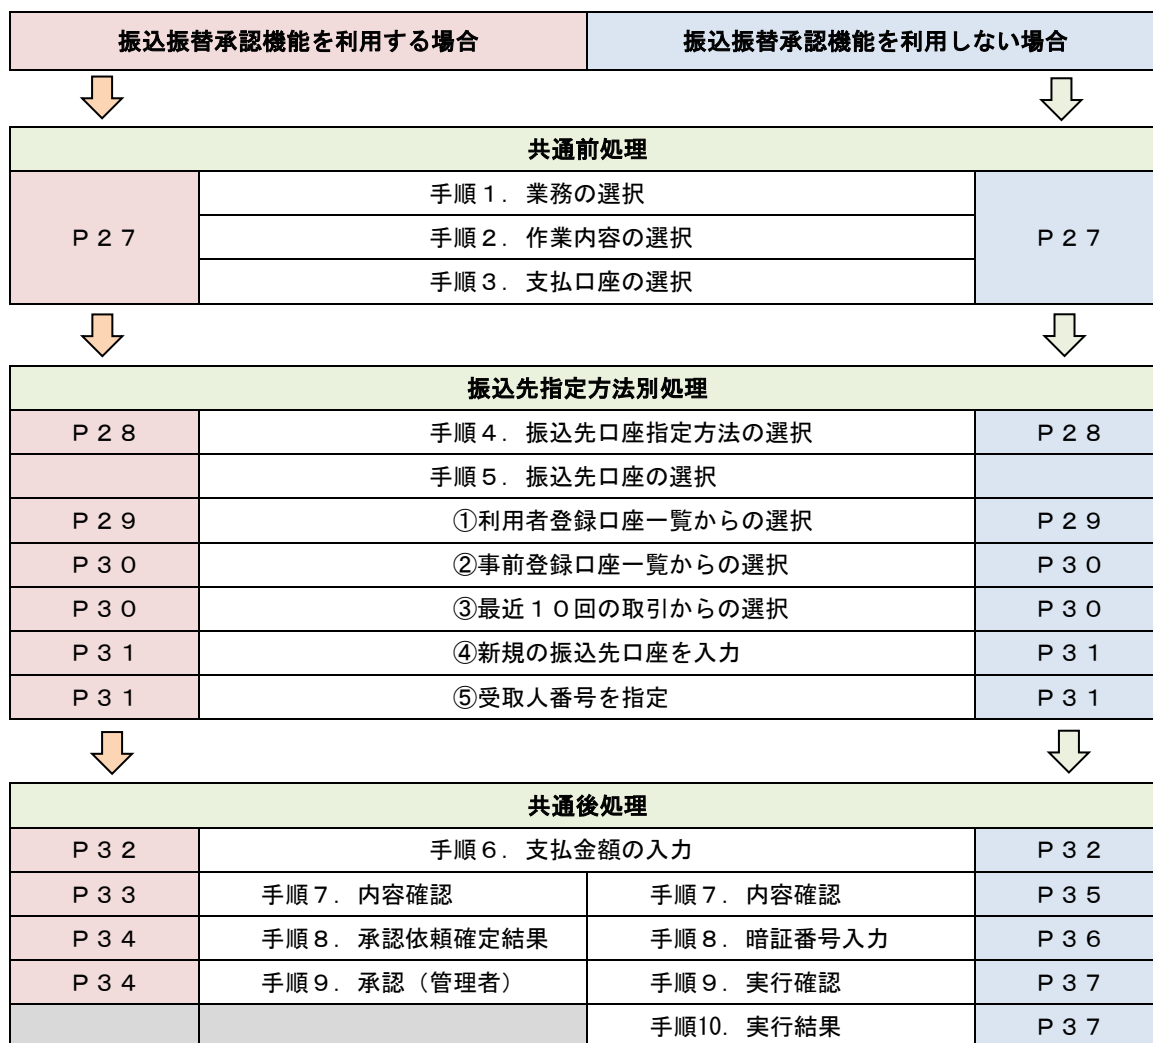 振込振替承認機能を利用する場合 振込振替承認機能を利用しない場合
共通前処理
手順１．業務の選択
Ｐ２７ 手順２．作業内容の選択 Ｐ２７
手順３．支払口座の選択
振込先指定方法別処理
Ｐ２８ 手順４．振込先口座指定方法の選択 Ｐ２８
手順５．振込先口座の選択
Ｐ２９ ①利用者登録口座一覧からの選択 Ｐ２９
Ｐ３０ ②事前登録口座一覧からの選択 Ｐ３０
Ｐ３０ ③最近１０回の取引からの選択 Ｐ３０
Ｐ３１ ④新規の振込先口座を入力 Ｐ３１
Ｐ３１ ⑤受取人番号を指定 Ｐ３１
共通後処理
Ｐ３２ 手順６．支払金額の入力 Ｐ３２
Ｐ３３ 手順７．内容確認 手順７．内容確認 Ｐ３５
Ｐ３４ 手順８．承認依頼確定結果 手順８．暗証番号入力 Ｐ３６
Ｐ３４ 手順９．承認（管理者） 手順９．実行確認 Ｐ３７
手順10．実行結果 Ｐ３７